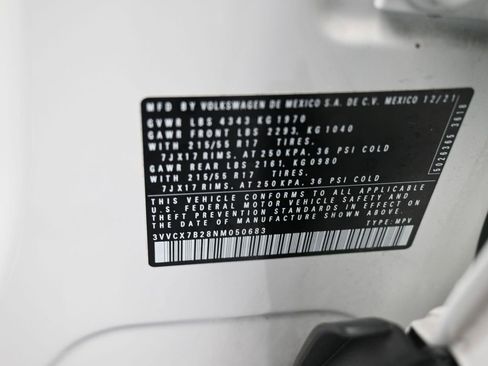 MFD BY VOLKSWAGEN DE MEXICO S.A. DE C.V. MEXICO 12/21
GVWR LBS 4343 KG1970
GAWR FRONT LBS 2293, KG1040
WITH 215/55 R17 TIRES.
7JX17 RIMS, AT 250 KPA, 36 PSI COLD
GAWR REAR LBS 2161, KG0980
WITH 215/55 R17 TIRES.
7JX17 RIMS, AT 250 KPA, 36 PSI COLD
THIS VEHICLE CONFORMS TO ALL APPLICABLE
U.S. FEDERAL MOTOR VEHICLE SAFETY AND
THEFT PREVENTION STANDARDS IN EFFECT ON
THE DATE OF MANUFACTURE SHOWN ABOVE.
3VVCX7B28NM050683 TYPE: MPV